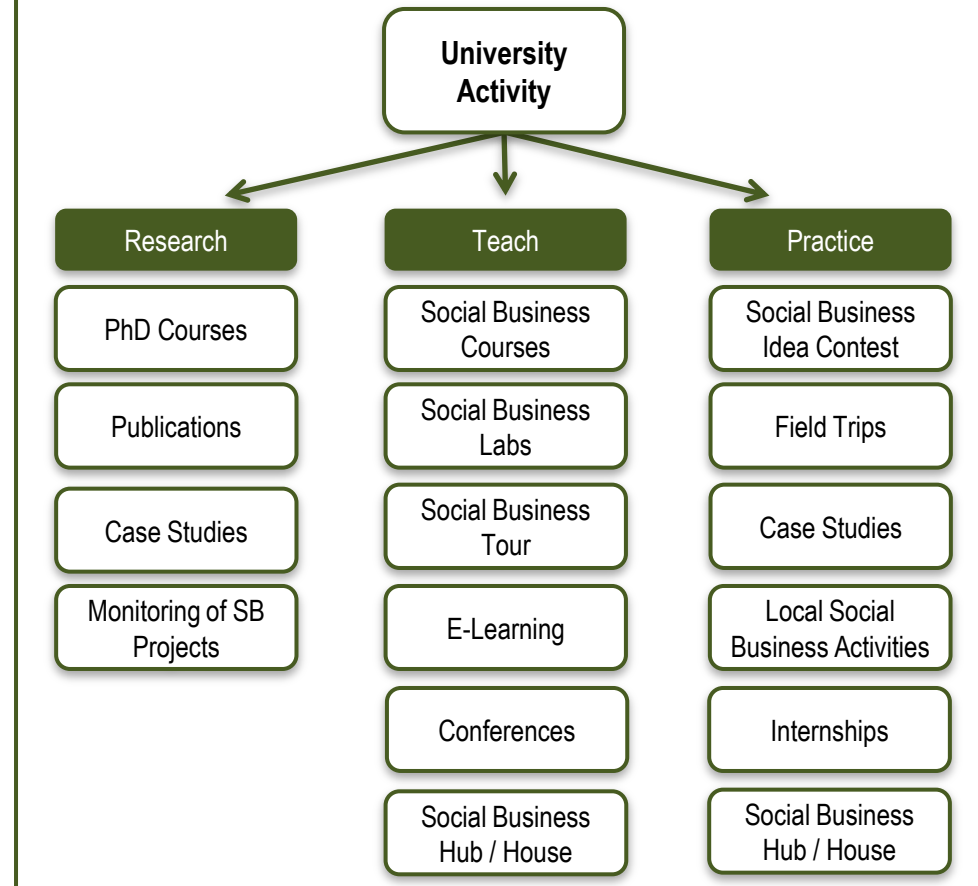 University
Activity
Research
PhD Courses
Publications
Case Studies
Monitoring of SB
Projects
Teach
Social Business
Courses
Social Business
Labs
Social Business
Tour
E-Learning
Conferences
Social Business
Hub / House
Practice
Social Business
Idea Contest
Field Trips
Case Studies
Local Social
Business Activities
Internships
Social Business
Hub / House